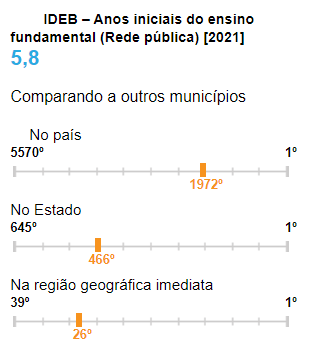 IDEB – Anos iniciais do ensino
fundamental (Rede pública) [2021]
5,8
Comparando a outros municípios
No país
5570º 1º
1972º
No Estado
645º 1º
466º
Na região geográfica imediata
39º 1º
26º